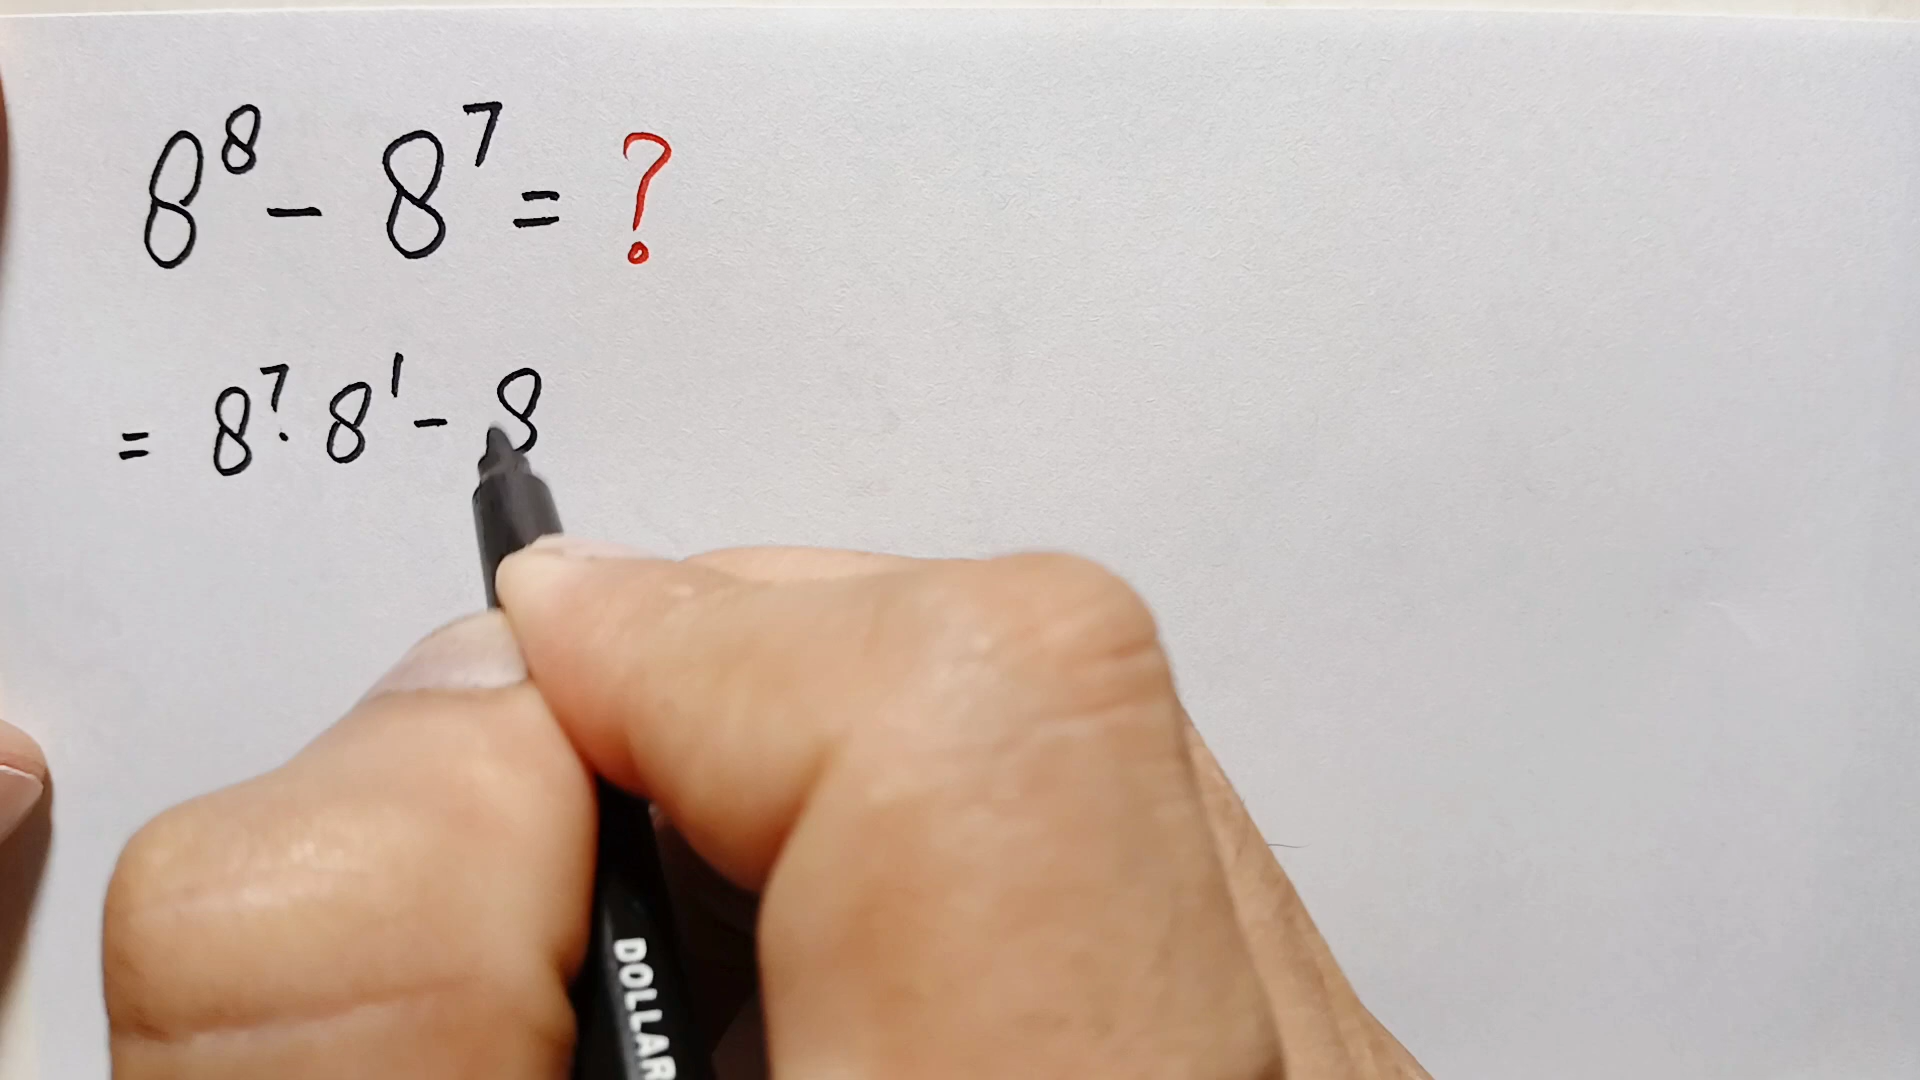 8⁸ - 8⁷ = ?
= 8⁷ · 8¹ - 8
DOLLAR